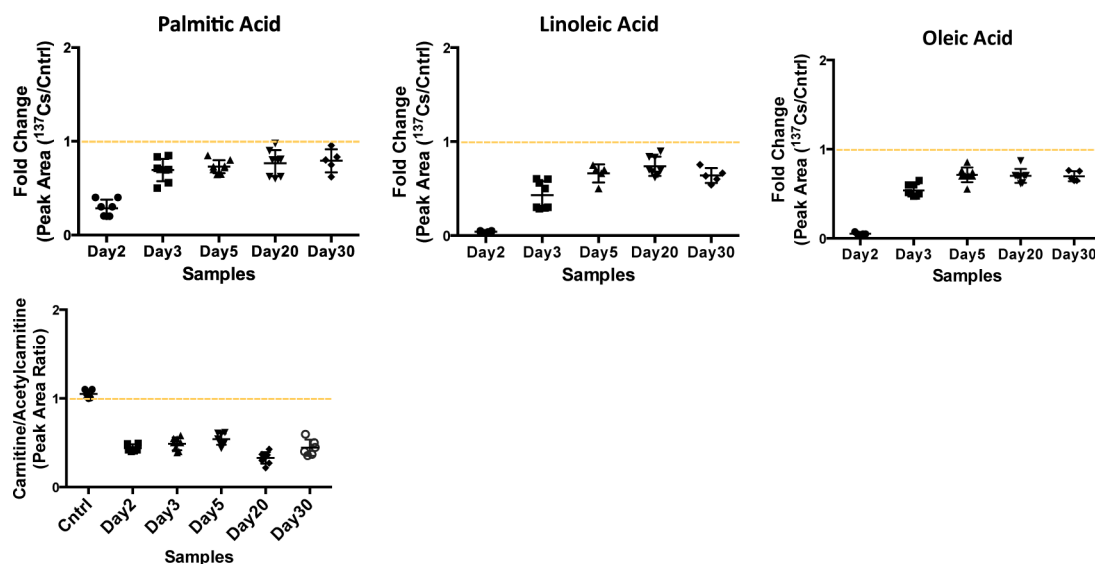 Palmitic Acid
Fold Change
(Peak Area (¹³⁷Cs/Cntrl)
2
1
0
Day2 Day3 Day5 Day20 Day30
Samples
Linoleic Acid
Fold Change
(Peak Area (¹³⁷Cs/Cntrl)
2
1
0
Day2 Day3 Day5 Day20 Day30
Samples
Oleic Acid
Fold Change
(Peak Area (¹³⁷Cs/Cntrl)
2
1
0
Day2 Day3 Day5 Day20 Day30
Samples
Carnitine/Acetylcarnitine
(Peak Area Ratio)
2
1
0
Cntrl Day2 Day3 Day5 Day20 Day30
Samples